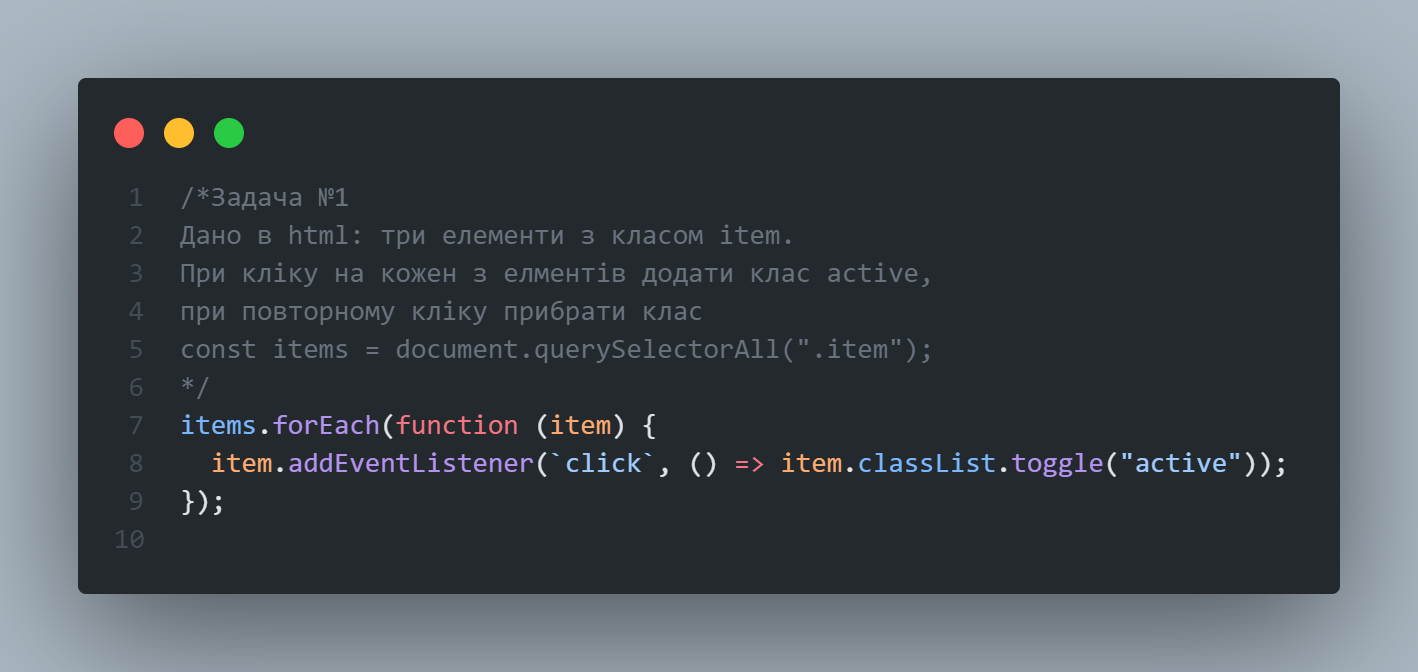 1 /*Задача №1
2 Дано в html: три елементи з класом item.
3 При кліку на кожен з елментів додати клас active,
4 при повторному кліку прибрати клас
5 const items = document.querySelectorAll(".item");
6 */
7 items.forEach(function (item) {
8   item.addEventListener(`click`, () => item.classList.toggle("active"));
9 });
10